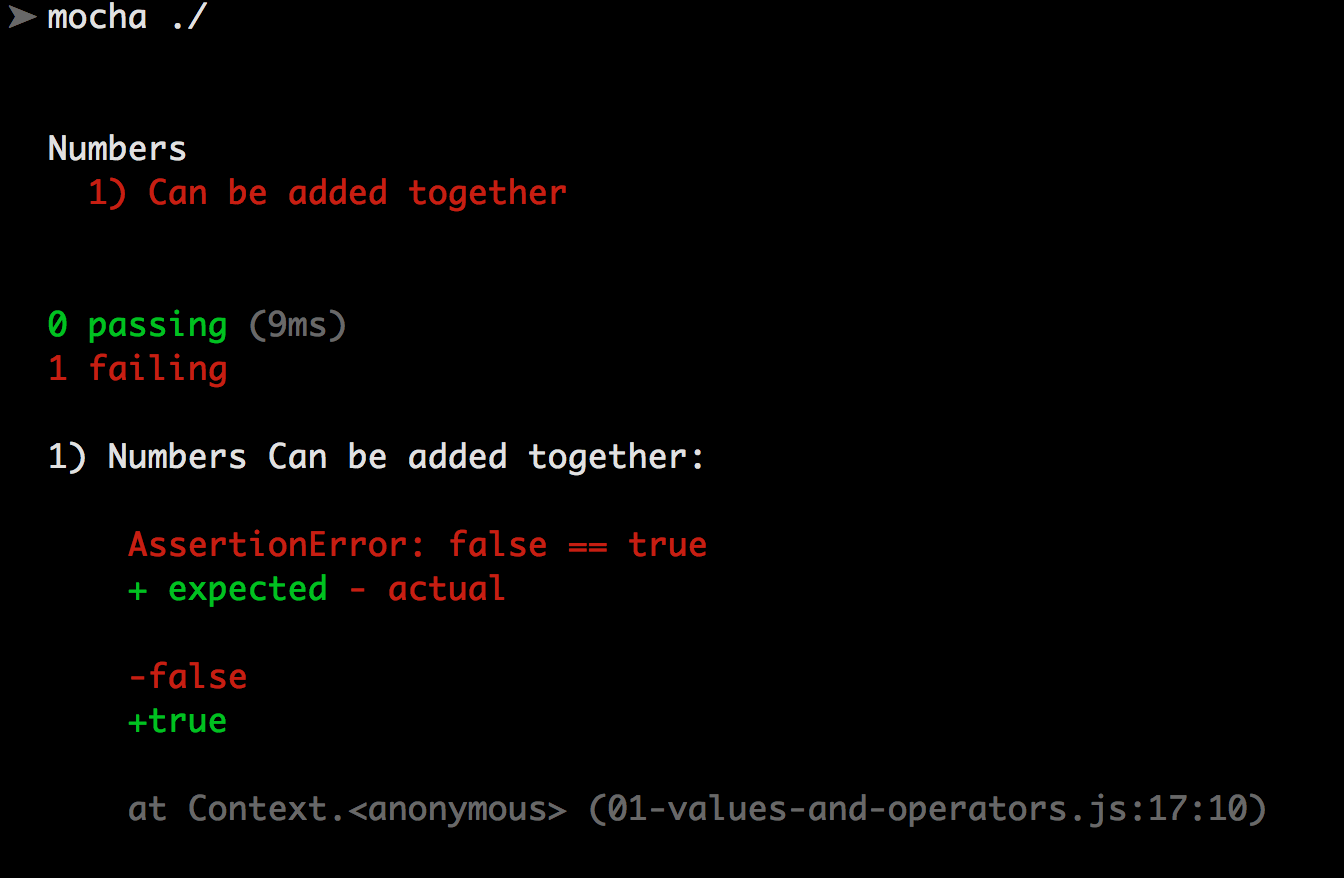 ➤ mocha ./
Numbers
1) Can be added together
0 passing (9ms)
1 failing
1) Numbers Can be added together:
AssertionError: false == true
+ expected - actual
-false
+true
at Context.<anonymous> (01-values-and-operators.js:17:10)